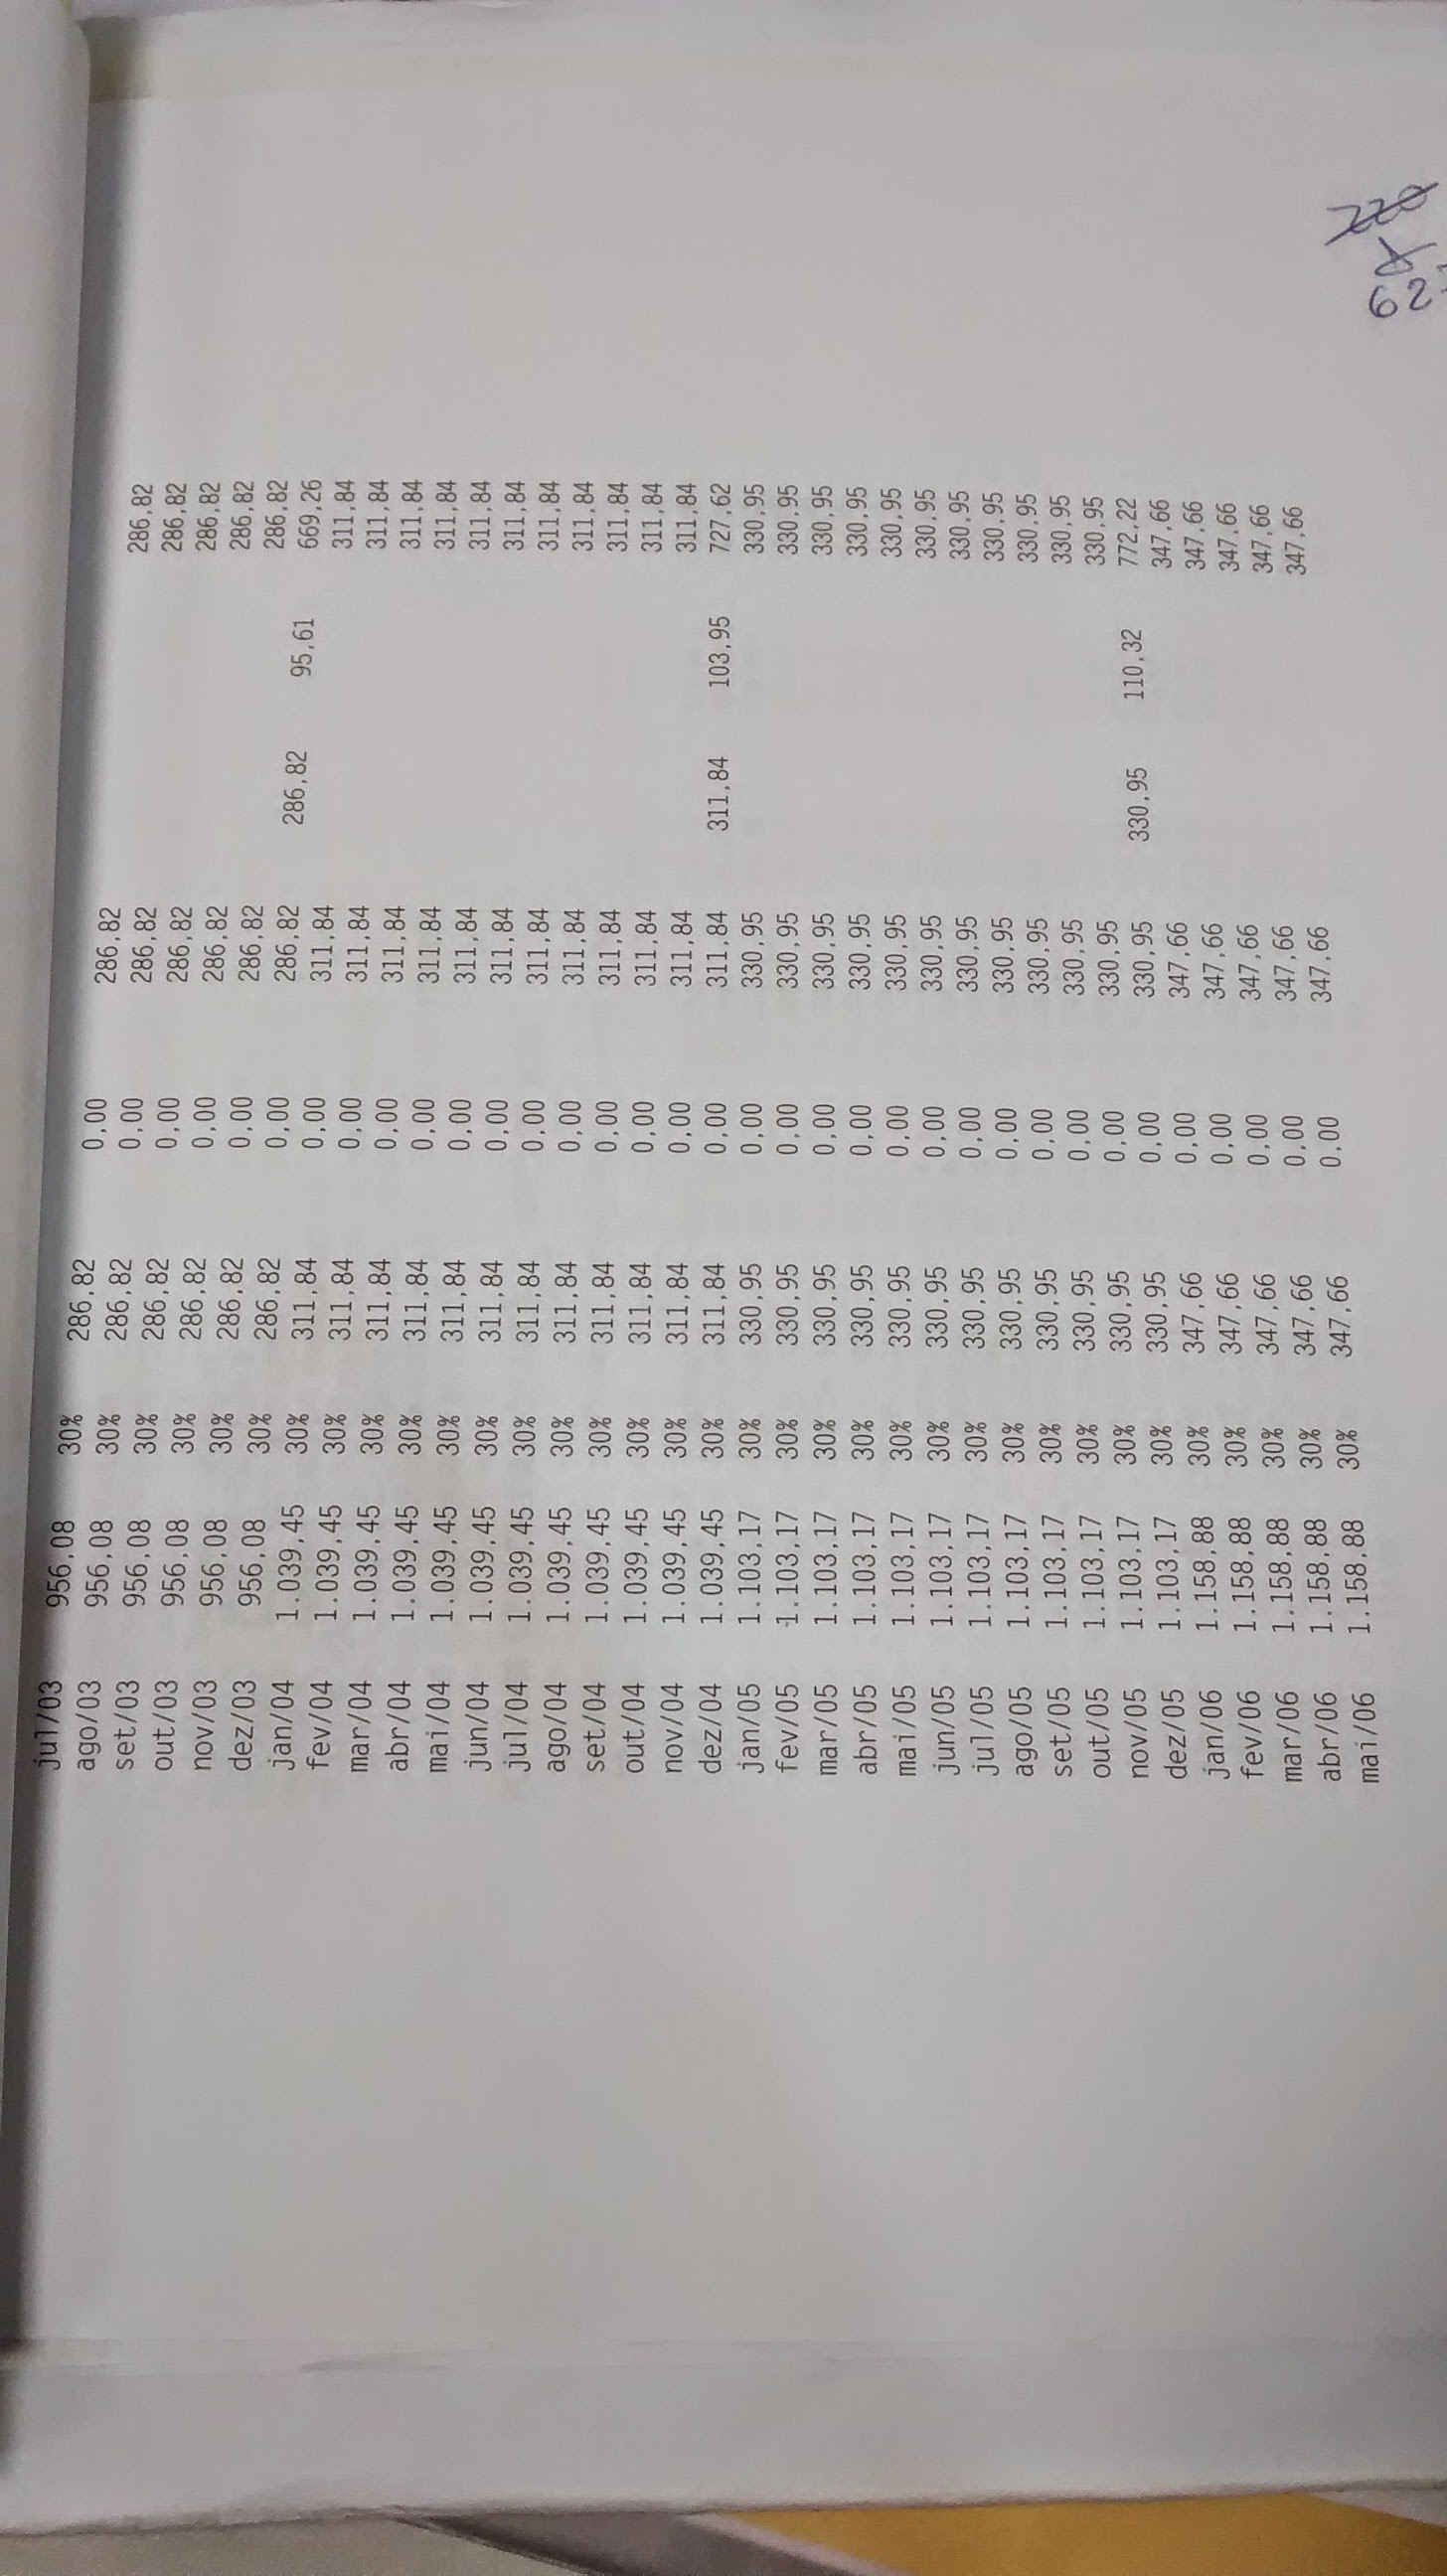 jul/03 956,08 30% 286,82 0,00 286,82 286,82
ago/03 956,08 30% 286,82 0,00 286,82 286,82
set/03 956,08 30% 286,82 0,00 286,82 286,82
out/03 956,08 30% 286,82 0,00 286,82 286,82
nov/03 956,08 30% 286,82 0,00 286,82 286,82
dez/03 956,08 30% 286,82 0,00 286,82 286,82 95,61 669,26
jan/04 1.039,45 30% 311,84 0,00 311,84 311,84
fev/04 1.039,45 30% 311,84 0,00 311,84 311,84
mar/04 1.039,45 30% 311,84 0,00 311,84 311,84
abr/04 1.039,45 30% 311,84 0,00 311,84 311,84
mai/04 1.039,45 30% 311,84 0,00 311,84 311,84
jun/04 1.039,45 30% 311,84 0,00 311,84 311,84
jul/04 1.039,45 30% 311,84 0,00 311,84 311,84
ago/04 1.039,45 30% 311,84 0,00 311,84 311,84
set/04 1.039,45 30% 311,84 0,00 311,84 311,84
out/04 1.039,45 30% 311,84 0,00 311,84 311,84
nov/04 1.039,45 30% 311,84 0,00 311,84 311,84
dez/04 1.039,45 30% 311,84 0,00 311,84 311,84 103,95 727,62
jan/05 1.103,17 30% 330,95 0,00 330,95 330,95
fev/05 1.103,17 30% 330,95 0,00 330,95 330,95
mar/05 1.103,17 30% 330,95 0,00 330,95 330,95
abr/05 1.103,17 30% 330,95 0,00 330,95 330,95
mai/05 1.103,17 30% 330,95 0,00 330,95 330,95
jun/05 1.103,17 30% 330,95 0,00 330,95 330,95
jul/05 1.103,17 30% 330,95 0,00 330,95 330,95
ago/05 1.103,17 30% 330,95 0,00 330,95 330,95
set/05 1.103,17 30% 330,95 0,00 330,95 330,95
out/05 1.103,17 30% 330,95 0,00 330,95 330,95
nov/05 1.103,17 30% 330,95 0,00 330,95 330,95
dez/05 1.103,17 30% 330,95 0,00 330,95 330,95 110,32 772,22
jan/06 1.158,88 30% 347,66 0,00 347,66 347,66
fev/06 1.158,88 30% 347,66 0,00 347,66 347,66
mar/06 1.158,88 30% 347,66 0,00 347,66 347,66
abr/06 1.158,88 30% 347,66 0,00 347,66 347,66
mai/06 1.158,88 30% 347,66 0,00 347,66 347,66